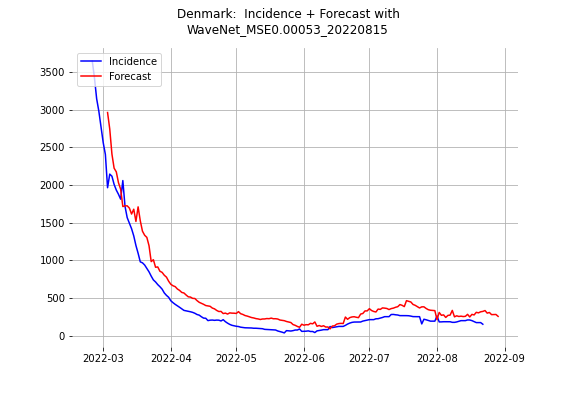 Denmark:  Incidence + Forecast with
WaveNet_MSE0.00053_20220815
Incidence
Forecast
3500
3000
2500
2000
1500
1000
500
0
2022-03 2022-04 2022-05 2022-06 2022-07 2022-08 2022-09